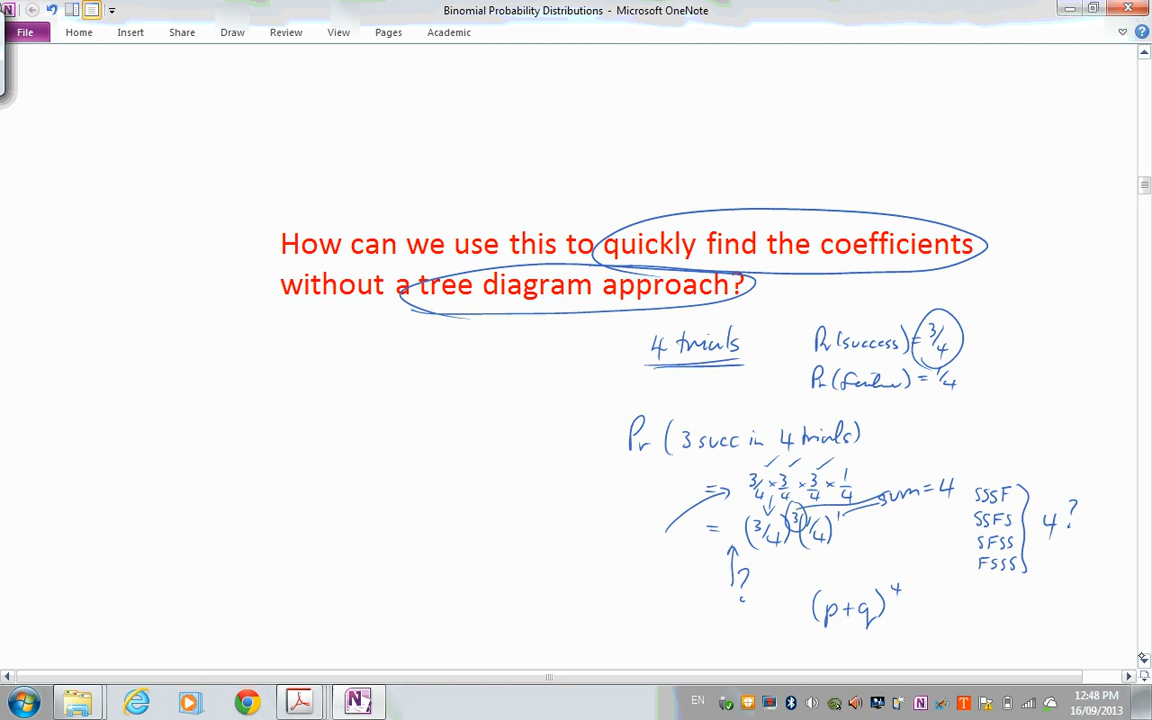 Binomial Probability Distributions - Microsoft OneNote
File Home Insert Share Draw Review View Pages Academic
How can we use this to quickly find the coefficients
without a tree diagram approach?
4 trials
Pr(success) = 3/4
Pr(failure) = 1/4
Pr (3 succ in 4 trials)
= 3/4 × 3/4 × 3/4 × 1/4
sum = 4
= (3/4)³ (1/4)¹
SSSF
SSFS
SFSS
FSSS
4?
?
(p+q)⁴
EN
12:48 PM
16/09/2013